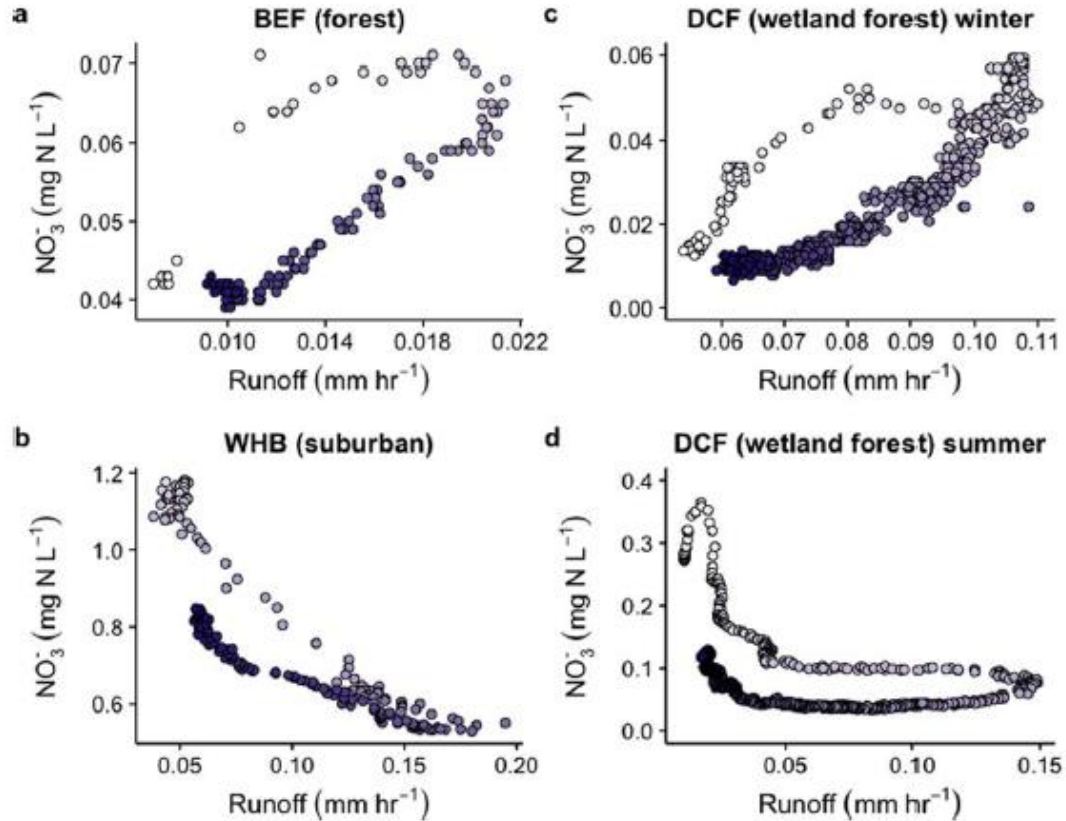 a
BEF (forest)
NO₃⁻ (mg N L⁻¹)
0.07
0.06
0.05
0.04
0.010 0.014 0.018 0.022
Runoff (mm hr⁻¹)
c
DCF (wetland forest) winter
NO₃⁻ (mg N L⁻¹)
0.06
0.04
0.02
0.00
0.06 0.07 0.08 0.09 0.10 0.11
Runoff (mm hr⁻¹)
b
WHB (suburban)
NO₃⁻ (mg N L⁻¹)
1.2
1.0
0.8
0.6
0.05 0.10 0.15 0.20
Runoff (mm hr⁻¹)
d
DCF (wetland forest) summer
NO₃⁻ (mg N L⁻¹)
0.4
0.3
0.2
0.1
0.0
0.05 0.10 0.15
Runoff (mm hr⁻¹)